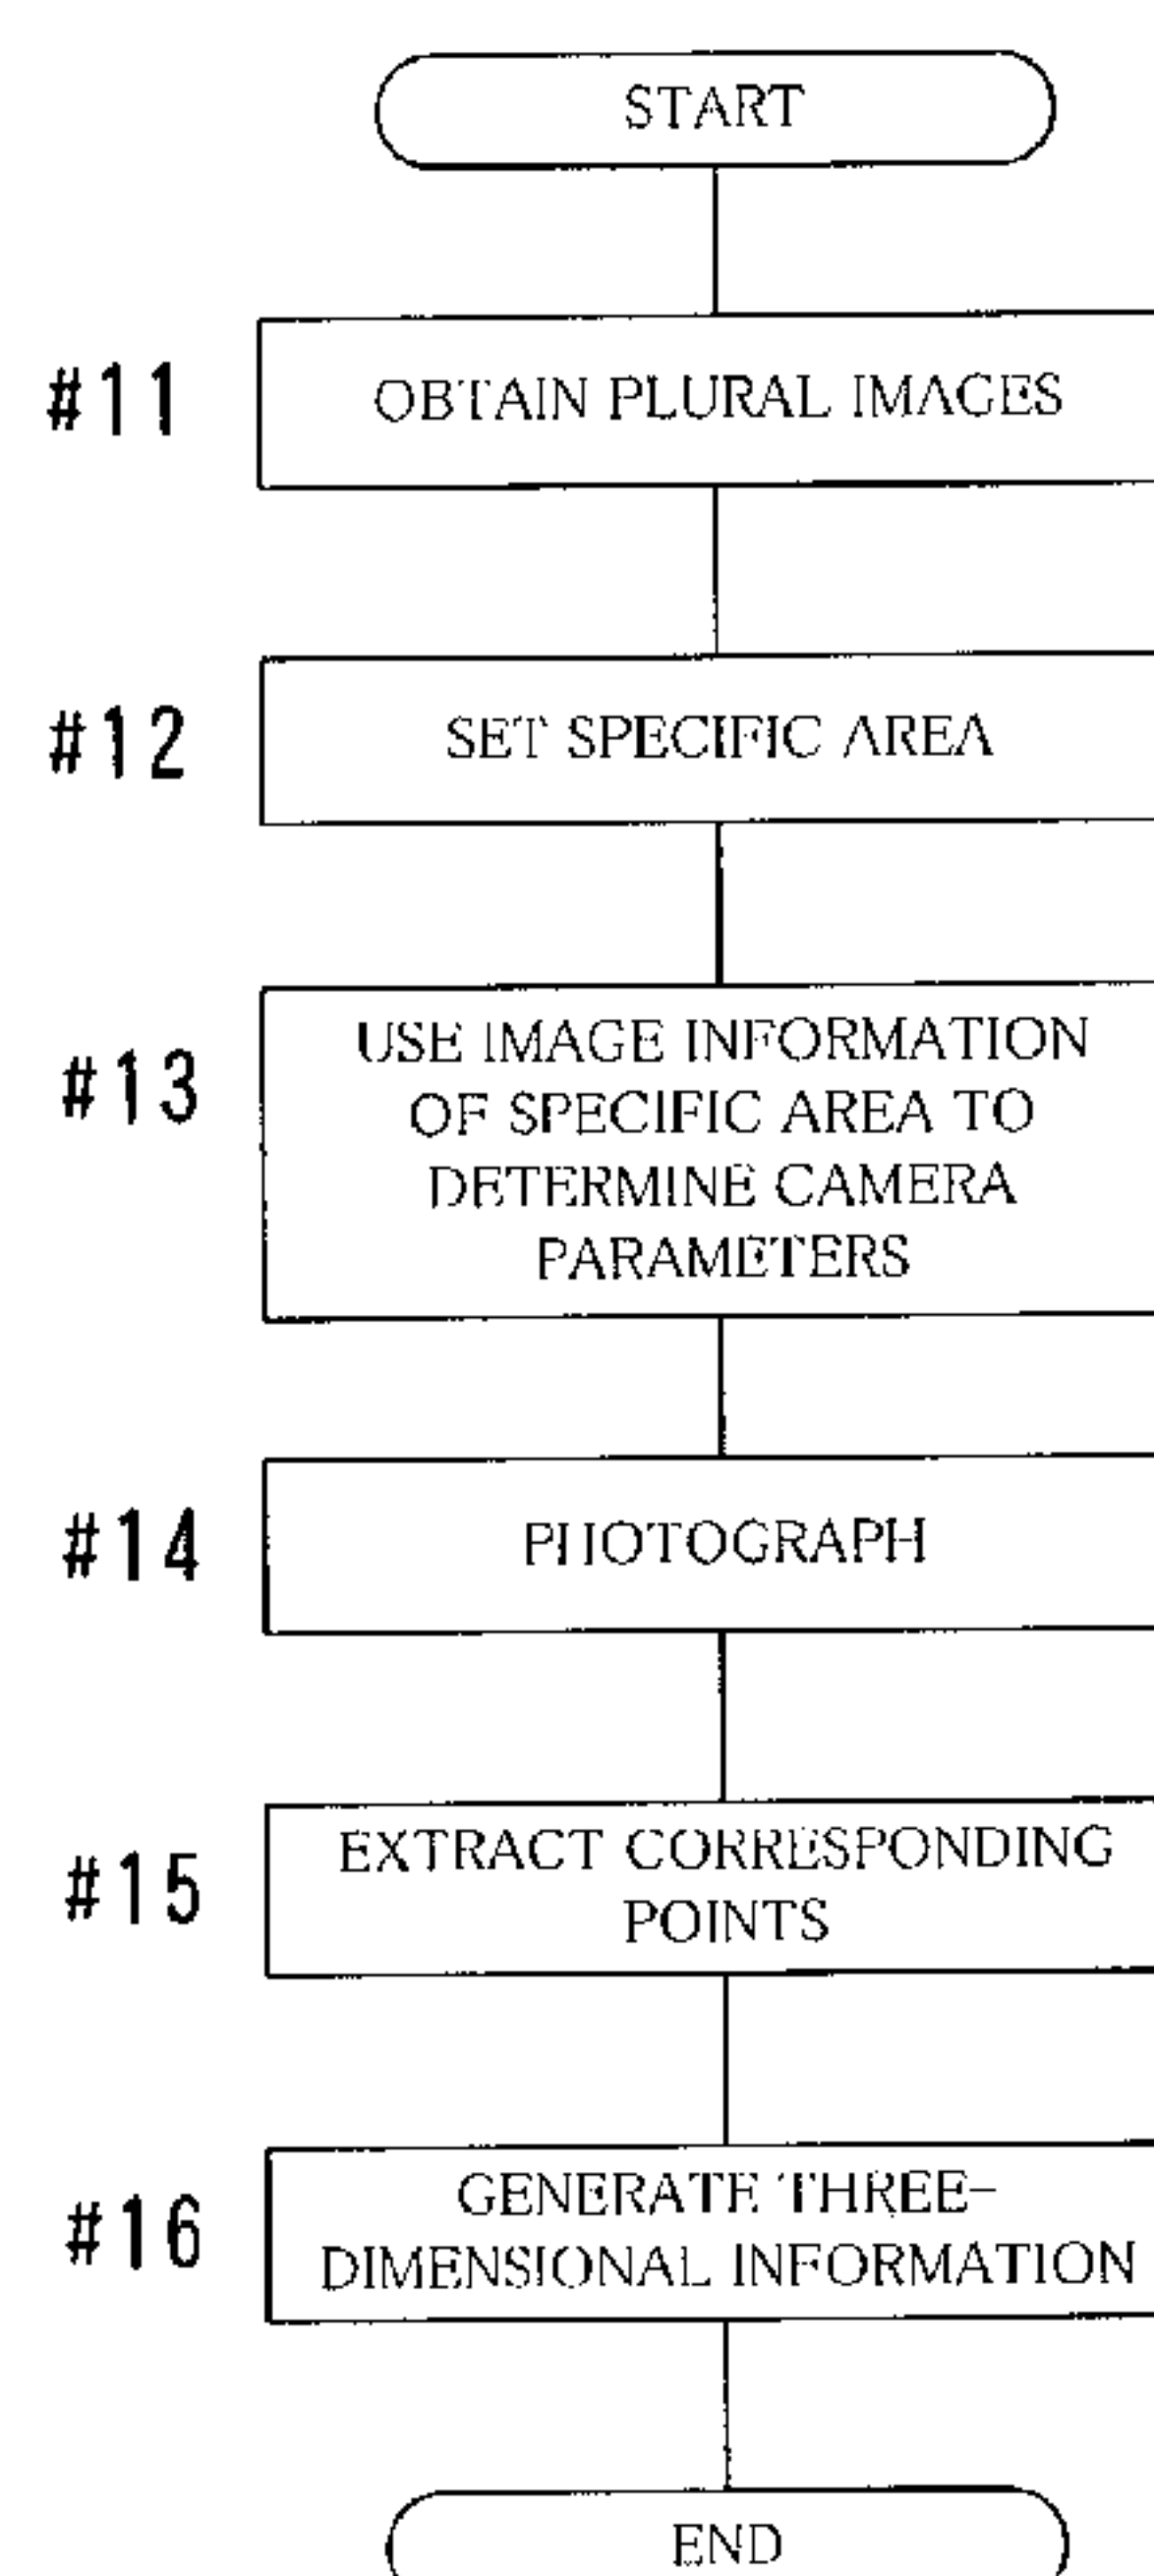 START
#11 OBTAIN PLURAL IMAGES
#12 SET SPECIFIC AREA
#13 USE IMAGE INFORMATION
OF SPECIFIC AREA TO
DETERMINE CAMERA
PARAMETERS
#14 PHOTOGRAPH
#15 EXTRACT CORRESPONDING
POINTS
#16 GENERATE THREE-
DIMENSIONAL INFORMATION
END